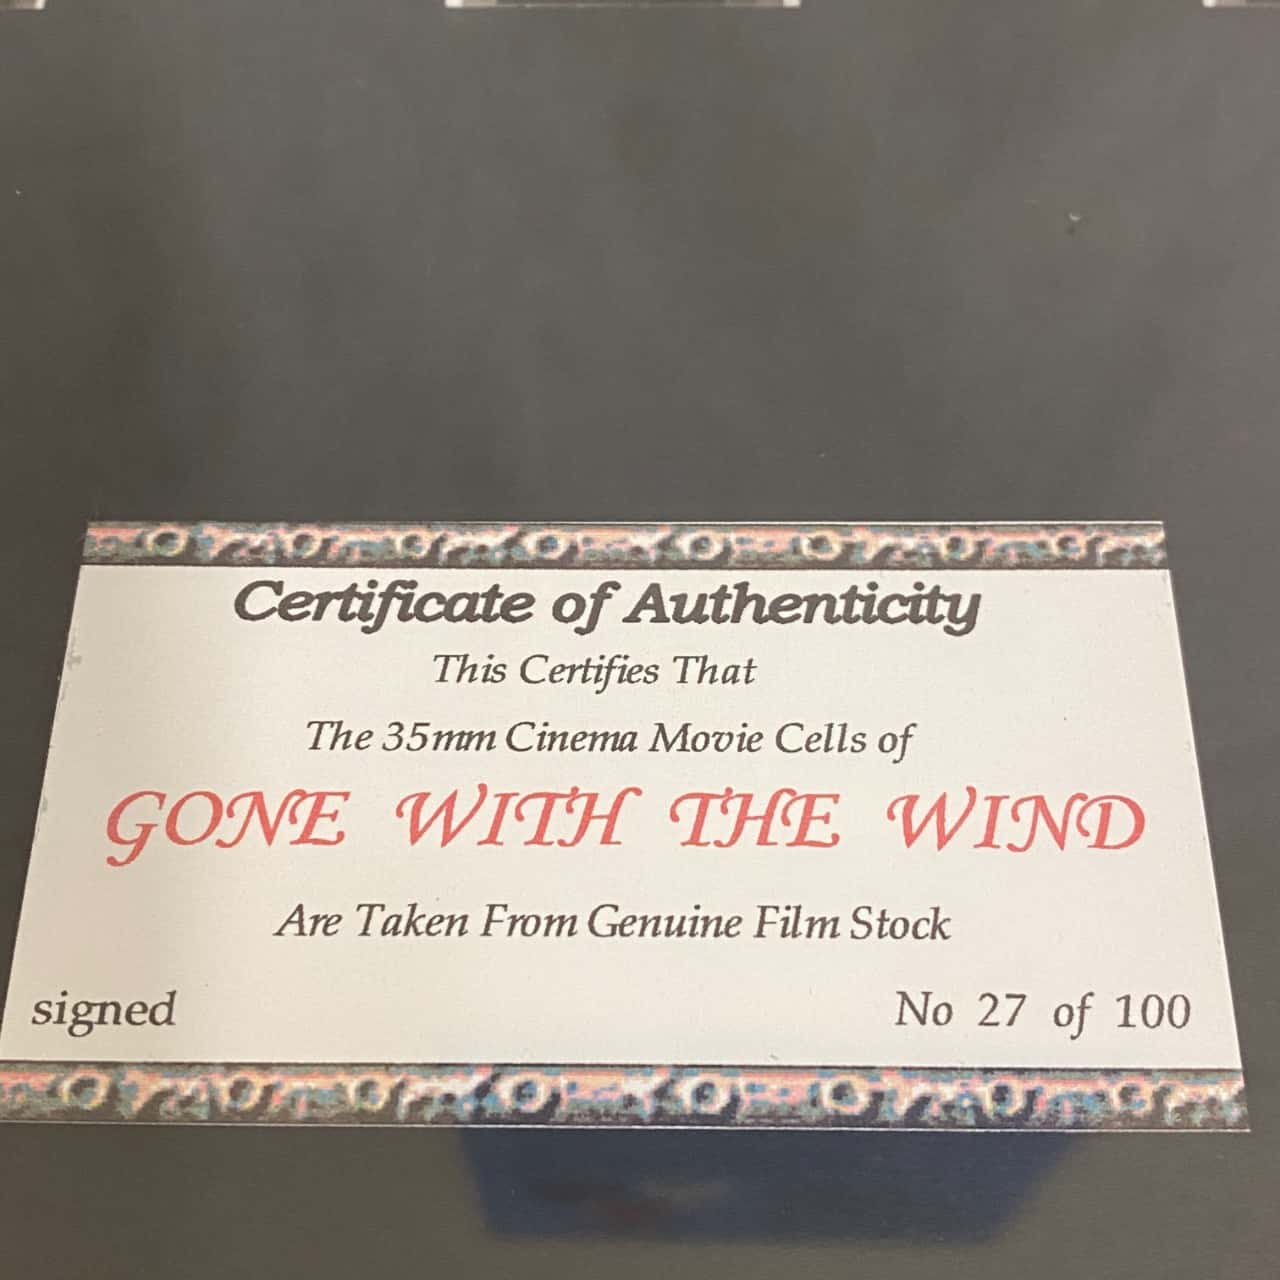 Certificate of Authenticity
This Certifies That
The 35mm Cinema Movie Cells of
GONE WITH THE WIND
Are Taken From Genuine Film Stock
signed No 27 of 100